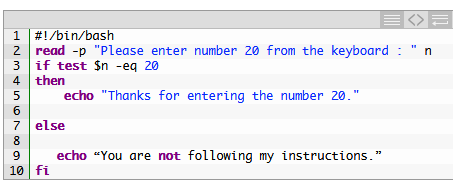 1 #!/bin/bash
2 read -p "Please enter number 20 from the keyboard : " n
3 if test $n -eq 20
4 then
5     echo "Thanks for entering the number 20."
6
7 else
8
9    echo “You are not following my instructions.”
10 fi